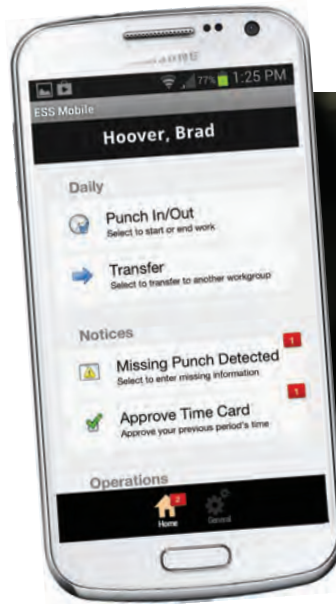 SAMSUNG
77% 1:25 PM
ESS Mobile
Hoover, Brad
Daily
Punch In/Out
Select to start or end work
Transfer
Select to transfer to another workgroup
Notices
1
Missing Punch Detected
Select to enter missing information
1
Approve Time Card
Approve your previous period's time
Operations
2
Home
General